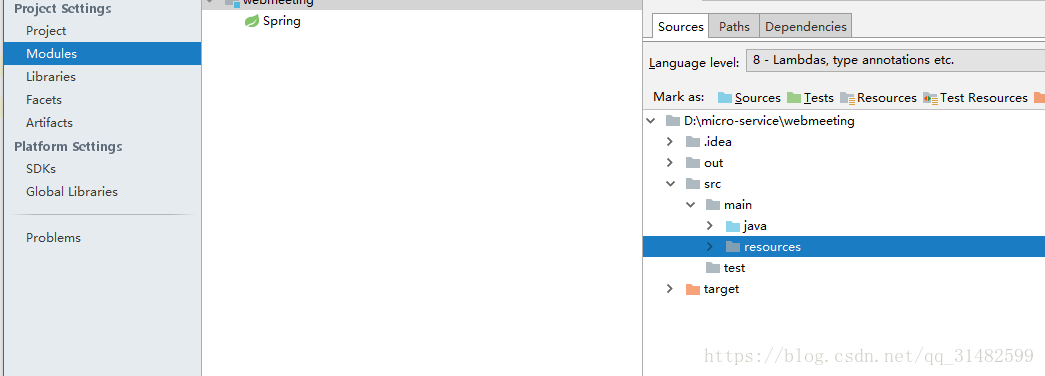 Project Settings
Project
Modules
Libraries
Facets
Artifacts
Platform Settings
SDKs
Global Libraries
Problems
webmeeting
Spring
Sources Paths Dependencies
Language level: 8 - Lambdas, type annotations etc.
Mark as: Sources Tests Resources Test Resources
D:\micro-service\webmeeting
.idea
out
src
main
java
resources
test
target
https://blog.csdn.net/qq_31482599